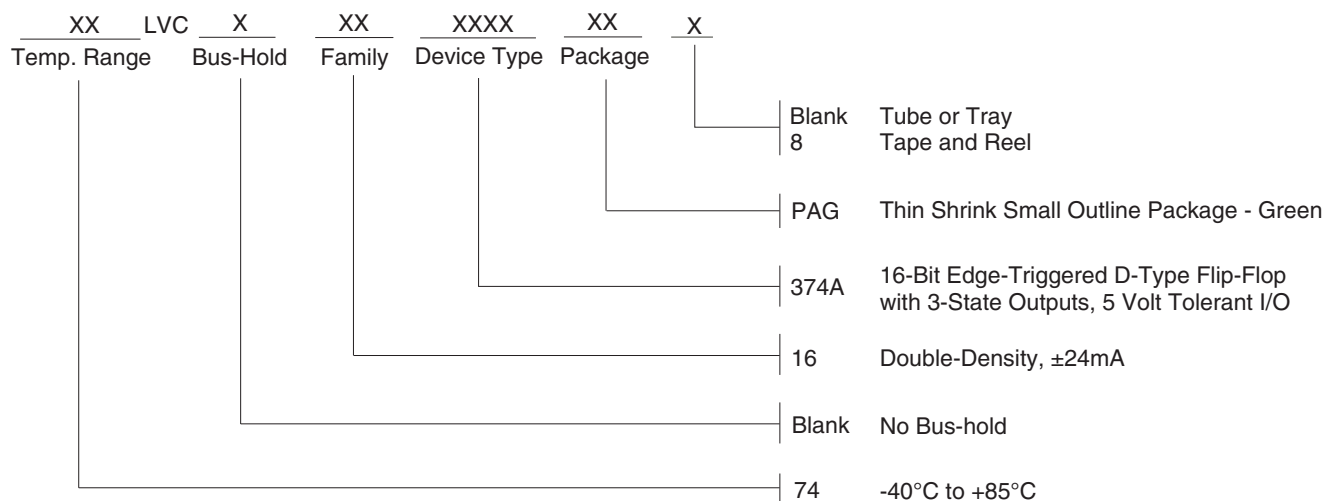 XX LVC X XX XXXX XX X
Temp. Range Bus-Hold Family Device Type Package
Blank Tube or Tray
8 Tape and Reel
PAG Thin Shrink Small Outline Package - Green
374A 16-Bit Edge-Triggered D-Type Flip-Flop
with 3-State Outputs, 5 Volt Tolerant I/O
16 Double-Density, ±24mA
Blank No Bus-hold
74 -40°C to +85°C